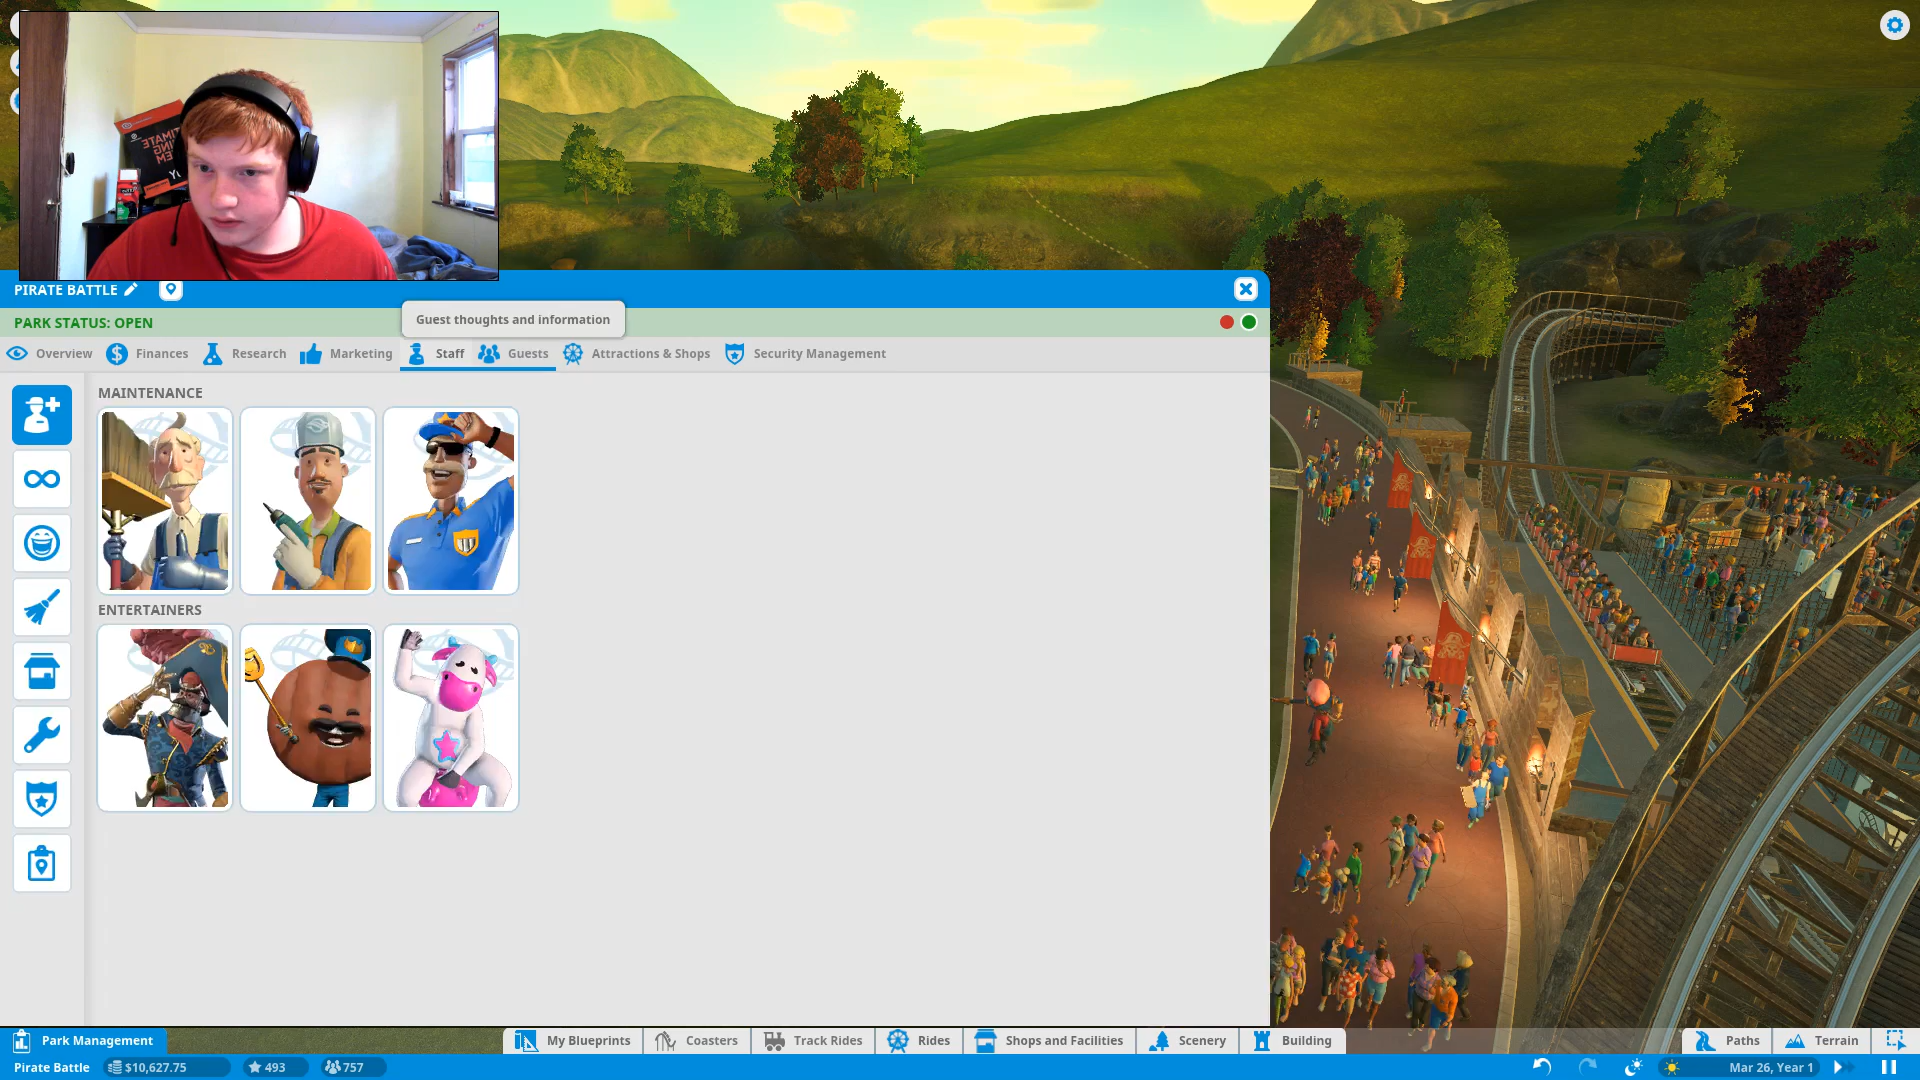 PIRATE BATTLE
Guest thoughts and information
PARK STATUS: OPEN
Overview
Finances
Research
Marketing
Staff
Guests
Attractions & Shops
Security Management
MAINTENANCE
ENTERTAINERS
Park Management
My Blueprints
Coasters
Track Rides
Rides
Shops and Facilities
Scenery
Building
Paths
Terrain
Pirate Battle
$10,627.75
493
757
Mar 26, Year 1